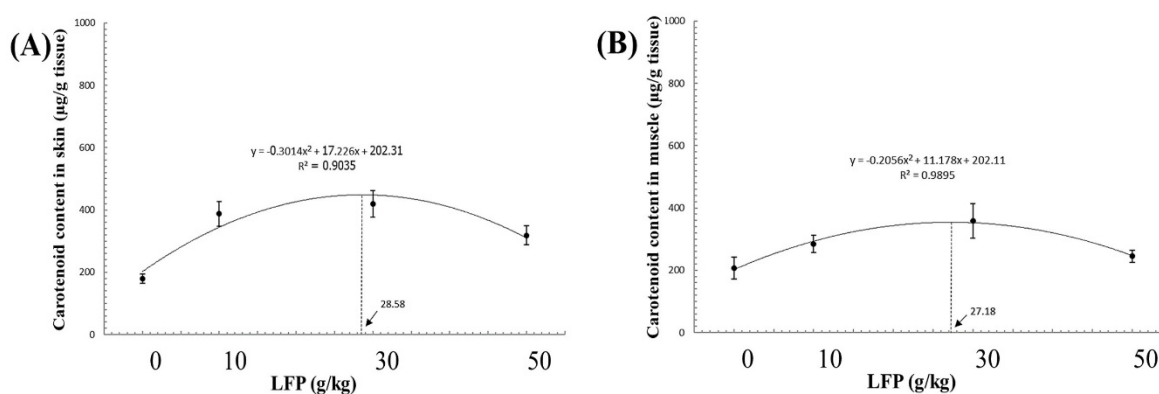 (A)
Carotenoid content in skin (µg/g tissue)
1000
800
600
400
200
0
y = -0.3014x² + 17.226x + 202.31
R² = 0.9035
28.58
0 10 30 50
LFP (g/kg)
(B)
Carotenoid content in muscle (µg/g tissue)
1000
800
600
400
200
0
y = -0.2056x² + 11.178x + 202.11
R² = 0.9895
27.18
0 10 30 50
LFP (g/kg)